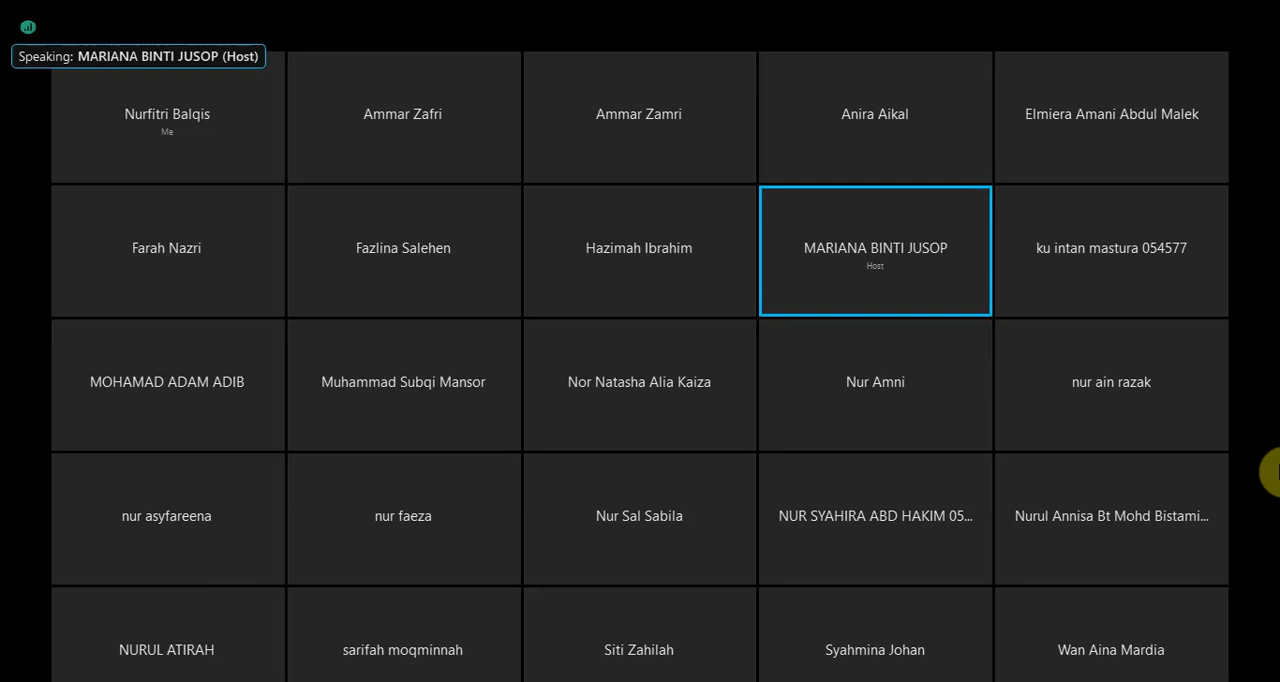 Speaking: MARIANA BINTI JUSOP (Host)
Nurfitri Balqis
Me
Ammar Zafri
Ammar Zamri
Anira Aikal
Elmiera Amani Abdul Malek
Farah Nazri
Fazlina Salehen
Hazimah Ibrahim
MARIANA BINTI JUSOP
Host
ku intan mastura 054577
MOHAMAD ADAM ADIB
Muhammad Subqi Mansor
Nor Natasha Alia Kaiza
Nur Amni
nur ain razak
nur asyfareena
nur faeza
Nur Sal Sabila
NUR SYAHIRA ABD HAKIM 05...
Nurul Annisa Bt Mohd Bistami...
NURUL ATIRAH
sarifah moqminnah
Siti Zahilah
Syahmina Johan
Wan Aina Mardia